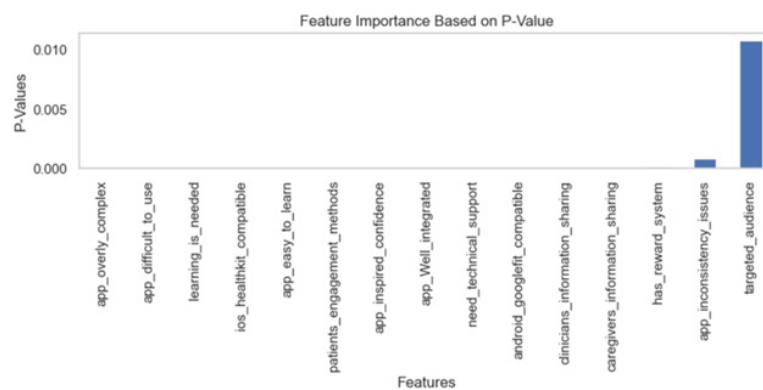 Feature Importance Based on P-Value
0.010
0.005
0.000
P-Values
app_overly_complex
app_difficult_to_use
learning_is_needed
ios_healthkit_compatible
app_easy_to_learn
patients_engagement_methods
app_inspired_confidence
app_Well_integrated
need_technical_support
android_googlefit_compatible
clinicians_information_sharing
caregivers_information_sharing
has_reward_system
app_inconsistency_issues
targeted_audience
Features